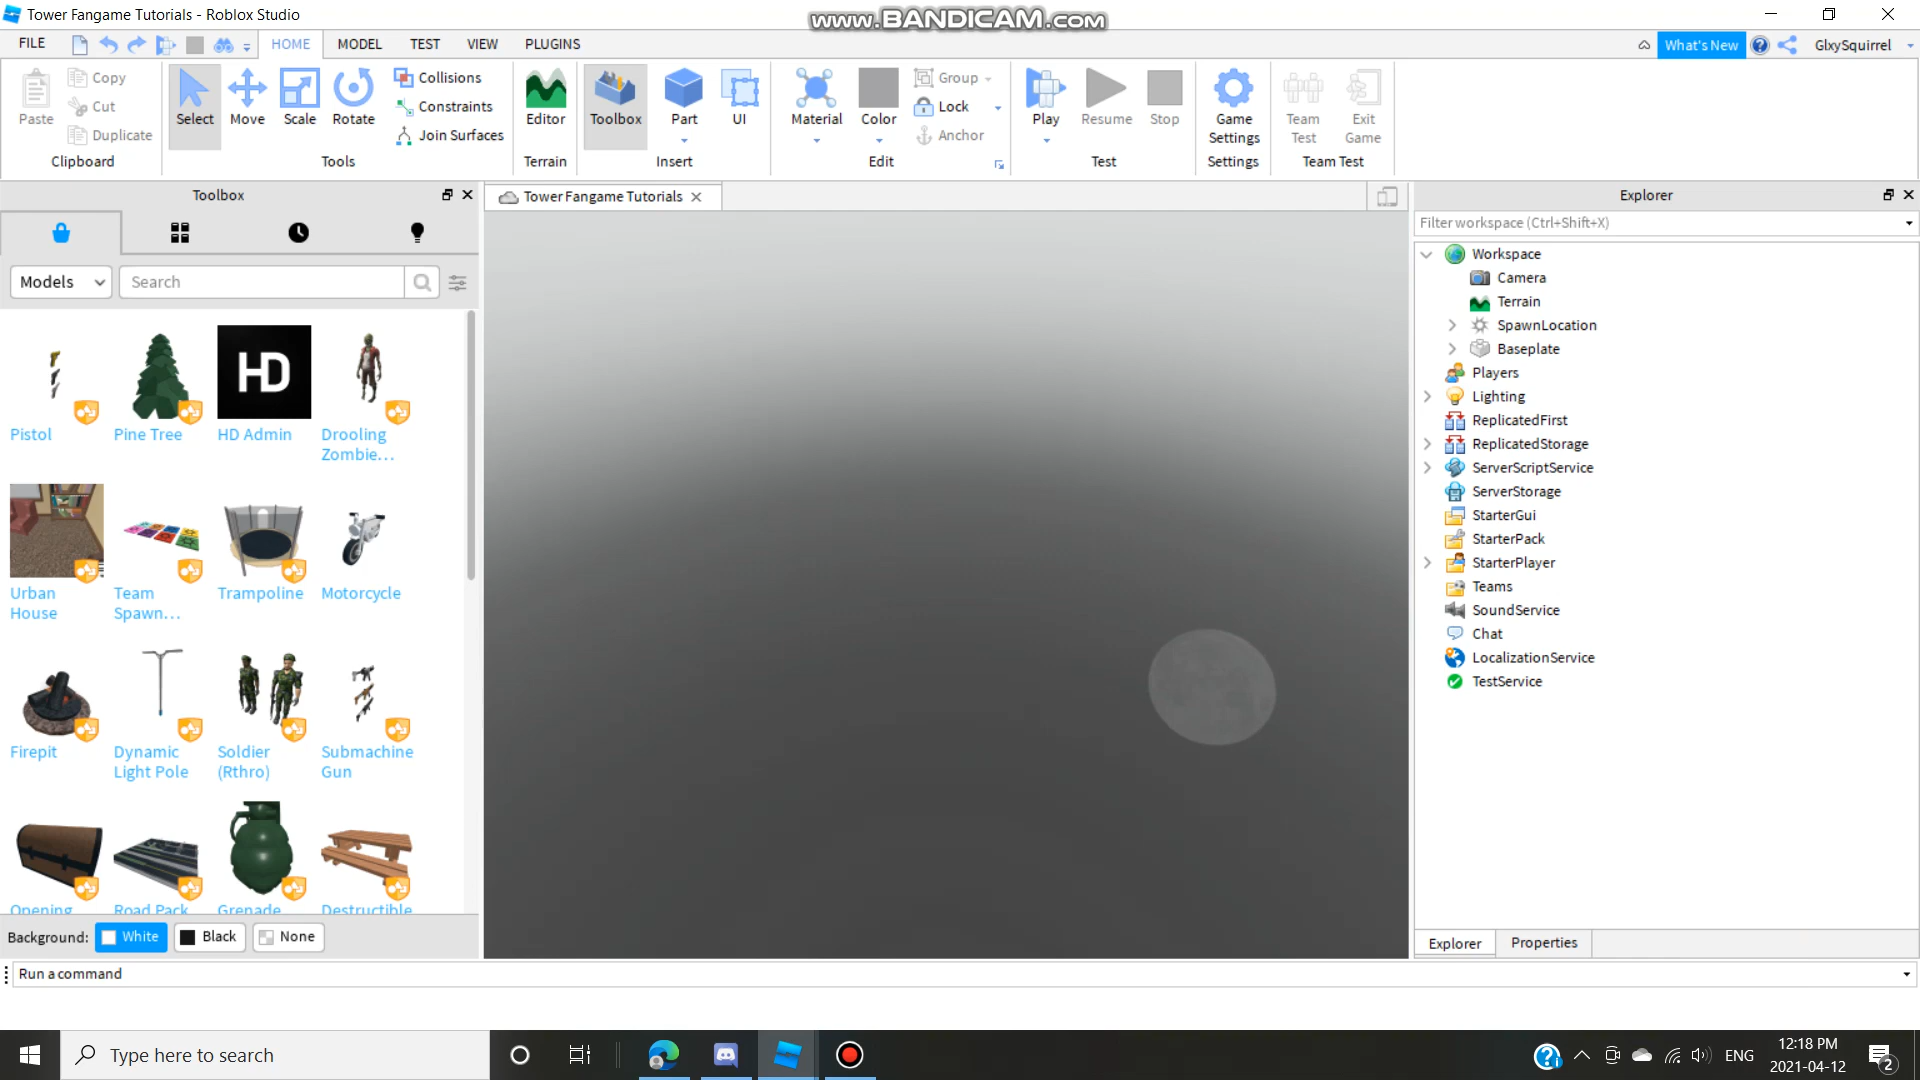 Tower Fangame Tutorials - Roblox Studio
www.BANDICAM.com
FILE
HOME
MODEL
TEST
VIEW
PLUGINS
What's New
GlxySquirrel
Paste
Copy
Cut
Duplicate
Clipboard
Select
Move
Scale
Rotate
Collisions
Constraints
Join Surfaces
Tools
Editor
Terrain
Toolbox
Part
UI
Insert
Material
Color
Group
Lock
Anchor
Edit
Play
Resume
Stop
Test
Game
Settings
Settings
Team
Test
Exit
Game
Team Test
Toolbox
Tower Fangame Tutorials
Explorer
Filter workspace (Ctrl+Shift+X)
Models
Search
HD
Pistol
Pine Tree
HD Admin
Drooling
Zombie...
Urban
House
Team
Spawn...
Trampoline
Motorcycle
Firepit
Dynamic
Light Pole
Soldier
(Rthro)
Submachine
Gun
Opening
Road Pack
Grenade
Destructible
Background:
White
Black
None
Workspace
Camera
Terrain
SpawnLocation
Baseplate
Players
Lighting
ReplicatedFirst
ReplicatedStorage
ServerScriptService
ServerStorage
StarterGui
StarterPack
StarterPlayer
Teams
SoundService
Chat
LocalizationService
TestService
Explorer
Properties
Run a command
Type here to search
ENG
12:18 PM
2021-04-12
2